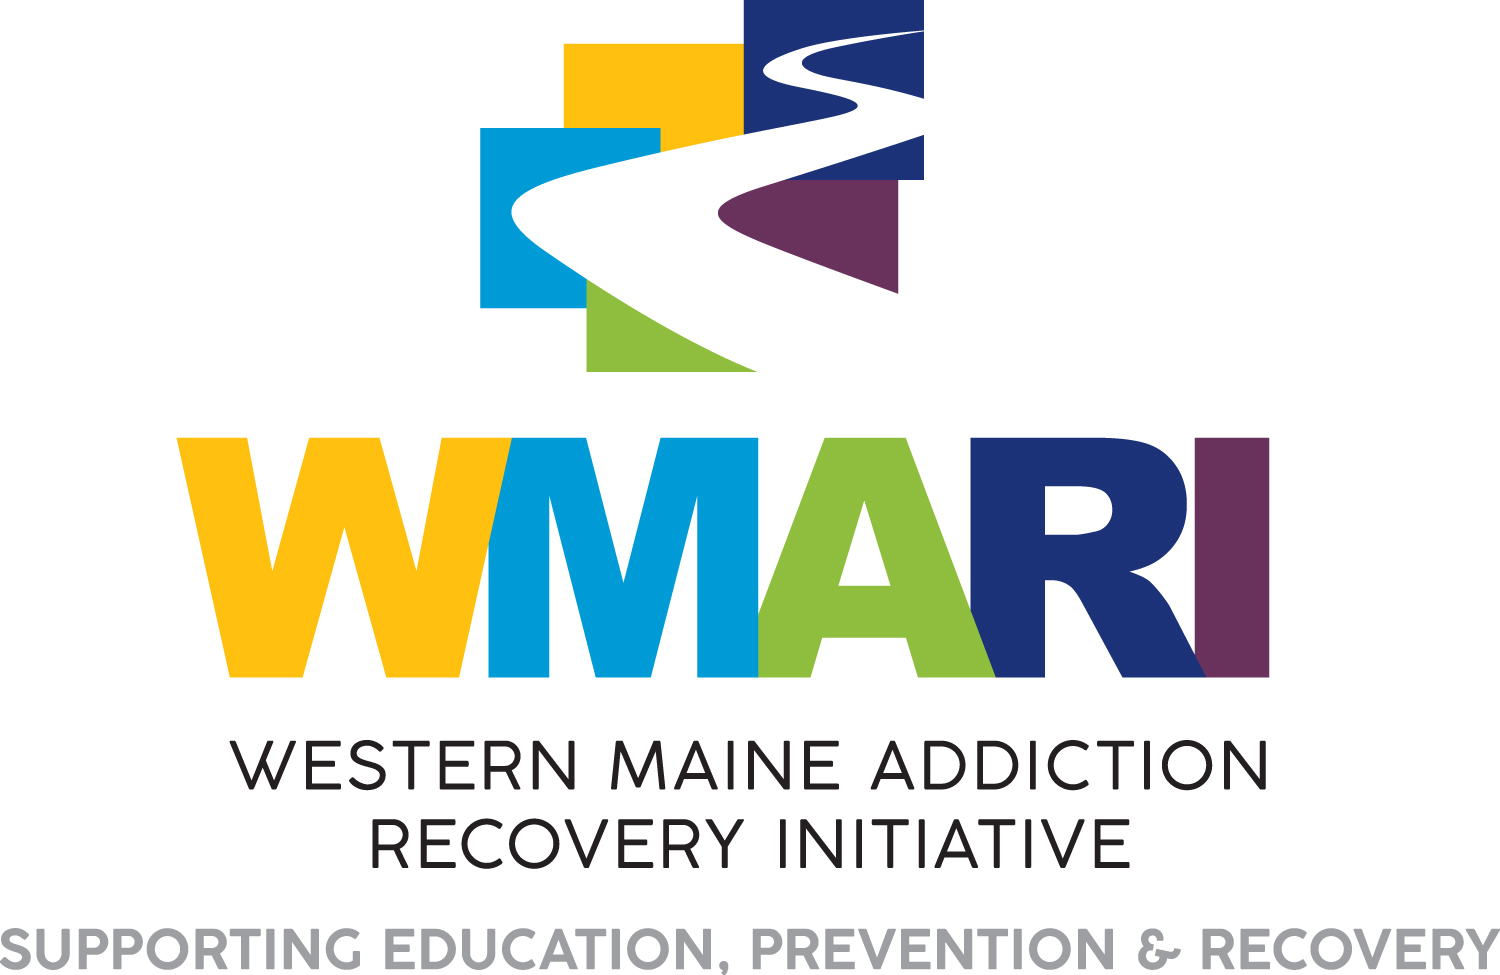 WMARI
WESTERN MAINE ADDICTION
RECOVERY INITIATIVE
SUPPORTING EDUCATION, PREVENTION & RECOVERY